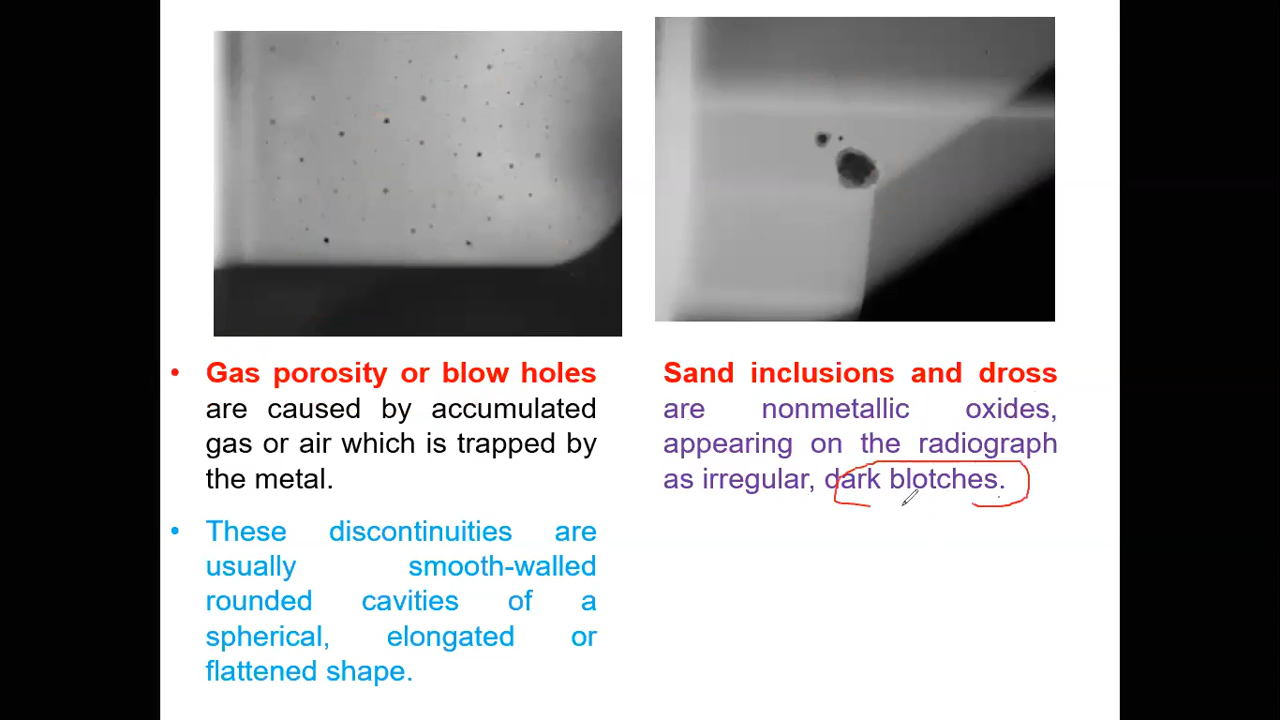 • Gas porosity or blow holes
are caused by accumulated
gas or air which is trapped by
the metal.
• These discontinuities are
usually smooth-walled
rounded cavities of a
spherical, elongated or
flattened shape.
Sand inclusions and dross
are nonmetallic oxides,
appearing on the radiograph
as irregular, dark blotches.